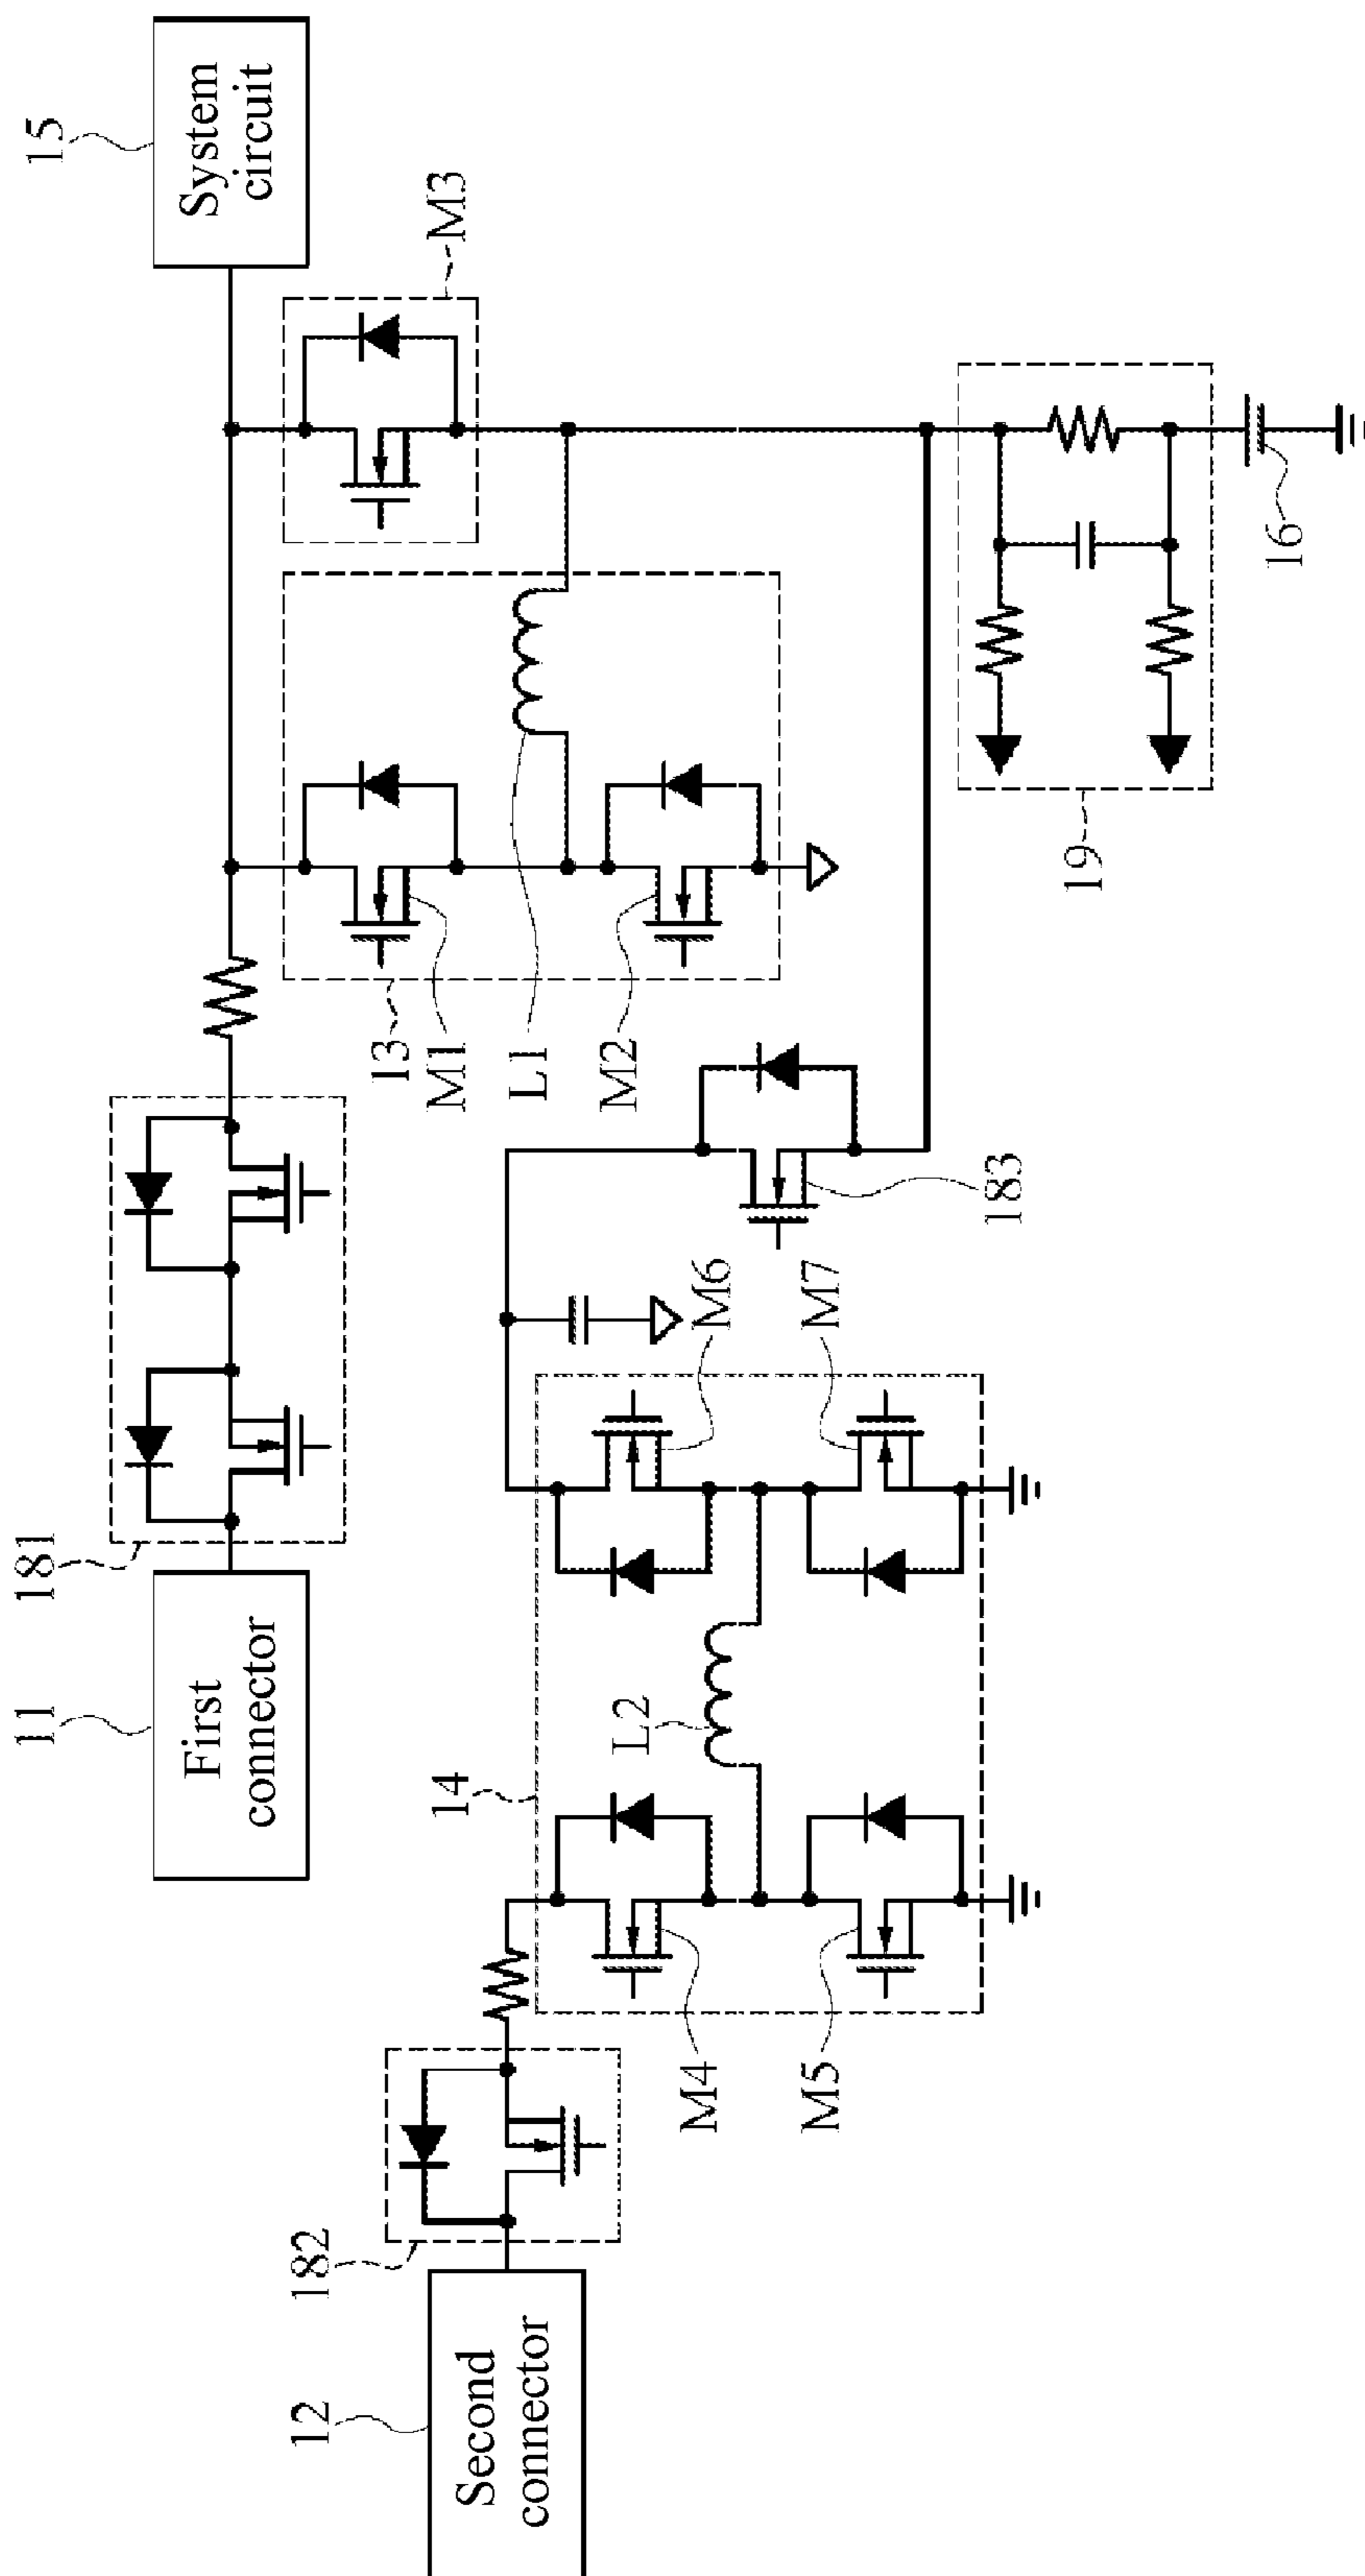 11
First
connector
181
15
System
circuit
12
Second
connector
182
14
13
M1
L1
M2
M3
L2
M4
M5
M6
M7
183
19
16